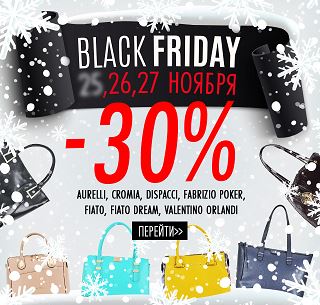 BLACK FRIDAY
25,26,27 НОЯБРЯ
-30%
AURELLI, CROMIA, DISPACCI, FABRIZIO POKER,
FIATO, FIATO DREAM, VALENTINO ORLANDI
ПЕРЕЙТИ>>